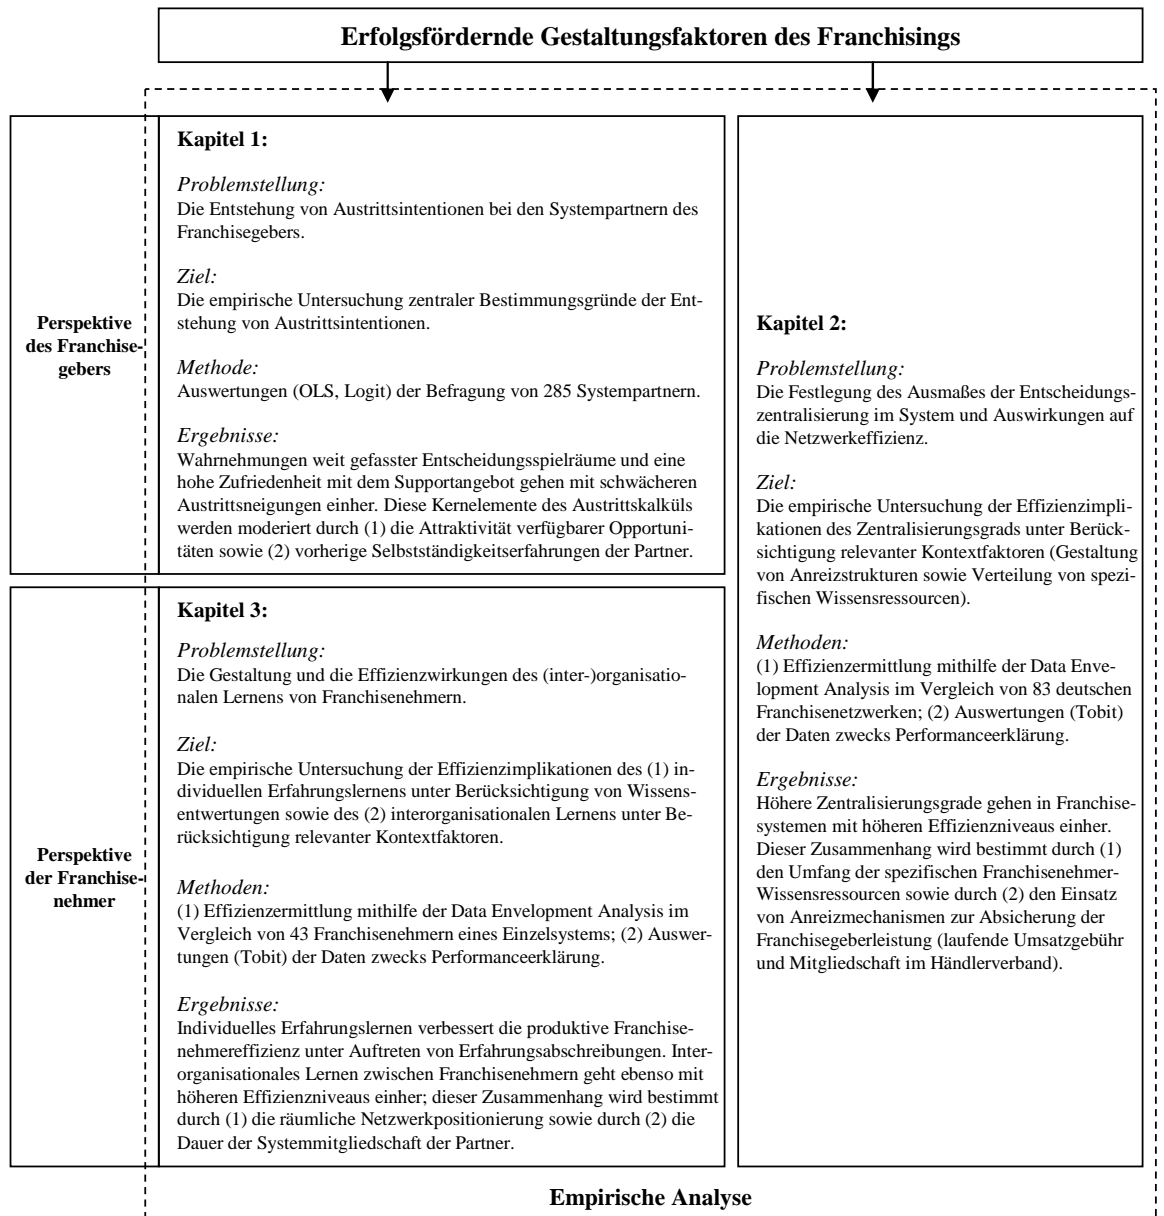 Erfolgsfördernde Gestaltungsfaktoren des Franchisings
Perspektive
des Franchise-
gebers
Kapitel 1:
Problemstellung:
Die Entstehung von Austrittsintentionen bei den Systempartnern des
Franchisegebers.
Ziel:
Die empirische Untersuchung zentraler Bestimmungsgründe der Ent-
stehung von Austrittsintentionen.
Methode:
Auswertungen (OLS, Logit) der Befragung von 285 Systempartnern.
Ergebnisse:
Wahrnehmungen weit gefasster Entscheidungsspielräume und eine
hohe Zufriedenheit mit dem Supportangebot gehen mit schwächeren
Austrittsneigungen einher. Diese Kernelemente des Austrittskalküls
werden moderiert durch (1) die Attraktivität verfügbarer Opportuni-
täten sowie (2) vorherige Selbstständigkeitserfahrungen der Partner.
Kapitel 2:
Problemstellung:
Die Festlegung des Ausmaßes der Entscheidungs-
zentralisierung im System und Auswirkungen auf
die Netzwerkeffizienz.
Ziel:
Die empirische Untersuchung der Effizienzimpli-
kationen des Zentralisierungsgrads unter Berück-
sichtigung relevanter Kontextfaktoren (Gestaltung
von Anreizstrukturen sowie Verteilung von spezi-
fischen Wissensressourcen).
Methoden:
(1) Effizienzermittlung mithilfe der Data Enve-
lopment Analysis im Vergleich von 83 deutschen
Franchisenetzwerken; (2) Auswertungen (Tobit)
der Daten zwecks Performanceerklärung.
Ergebnisse:
Höhere Zentralisierungsgrade gehen in Franchise-
systemen mit höheren Effizienzniveaus einher.
Dieser Zusammenhang wird bestimmt durch (1)
den Umfang der spezifischen Franchisenehmer-
Wissensressourcen sowie durch (2) den Einsatz
von Anreizmechanismen zur Absicherung der
Franchisegeberleistung (laufende Umsatzgebühr
und Mitgliedschaft im Händlerverband).
Perspektive
der Franchise-
nehmer
Kapitel 3:
Problemstellung:
Die Gestaltung und die Effizienzwirkungen des (inter-)organisatio-
nalen Lernens von Franchisenehmern.
Ziel:
Die empirische Untersuchung der Effizienzimplikationen des (1) in-
dividuellen Erfahrungslernens unter Berücksichtigung von Wissens-
entwertungen sowie des (2) interorganisationalen Lernens unter Be-
rücksichtigung relevanter Kontextfaktoren.
Methoden:
(1) Effizienzermittlung mithilfe der Data Envelopment Analysis im
Vergleich von 43 Franchisenehmern eines Einzelsystems; (2) Auswer-
tungen (Tobit) der Daten zwecks Performanceerklärung.
Ergebnisse:
Individuelles Erfahrungslernen verbessert die produktive Franchise-
nehmereffizienz unter Auftreten von Erfahrungsabschreibungen. Inter-
organisationales Lernen zwischen Franchisenehmern geht ebenso mit
höheren Effizienzniveaus einher; dieser Zusammenhang wird bestimmt
durch (1) die räumliche Netzwerkpositionierung sowie durch (2) die
Dauer der Systemmitgliedschaft der Partner.
Empirische Analyse